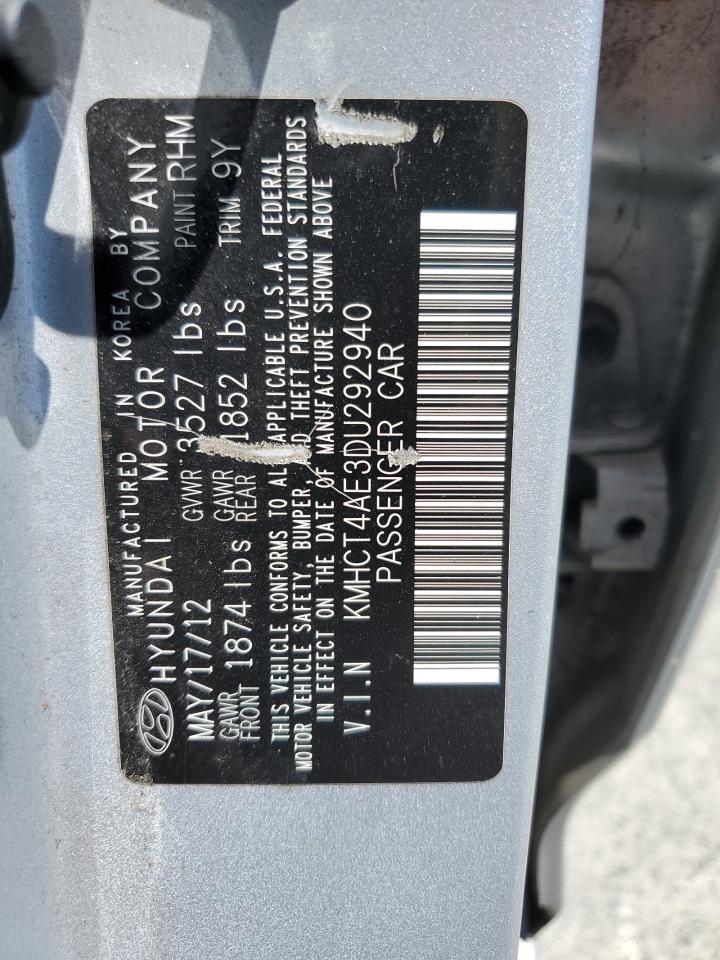 MANUFACTURED IN KOREA BY
HYUNDAI MOTOR COMPANY
MAY/17/12 GVWR 3527 lbs PAINT RHM
GAWR FRONT 1874 lbs GAWR REAR 1852 lbs TRIM 9Y
THIS VEHICLE CONFORMS TO ALL APPLICABLE U.S.A. FEDERAL
MOTOR VEHICLE SAFETY, BUMPER, AND THEFT PREVENTION STANDARDS
IN EFFECT ON THE DATE OF MANUFACTURE SHOWN ABOVE
V.I.N KMHCT4AE3DU292940
PASSENGER CAR